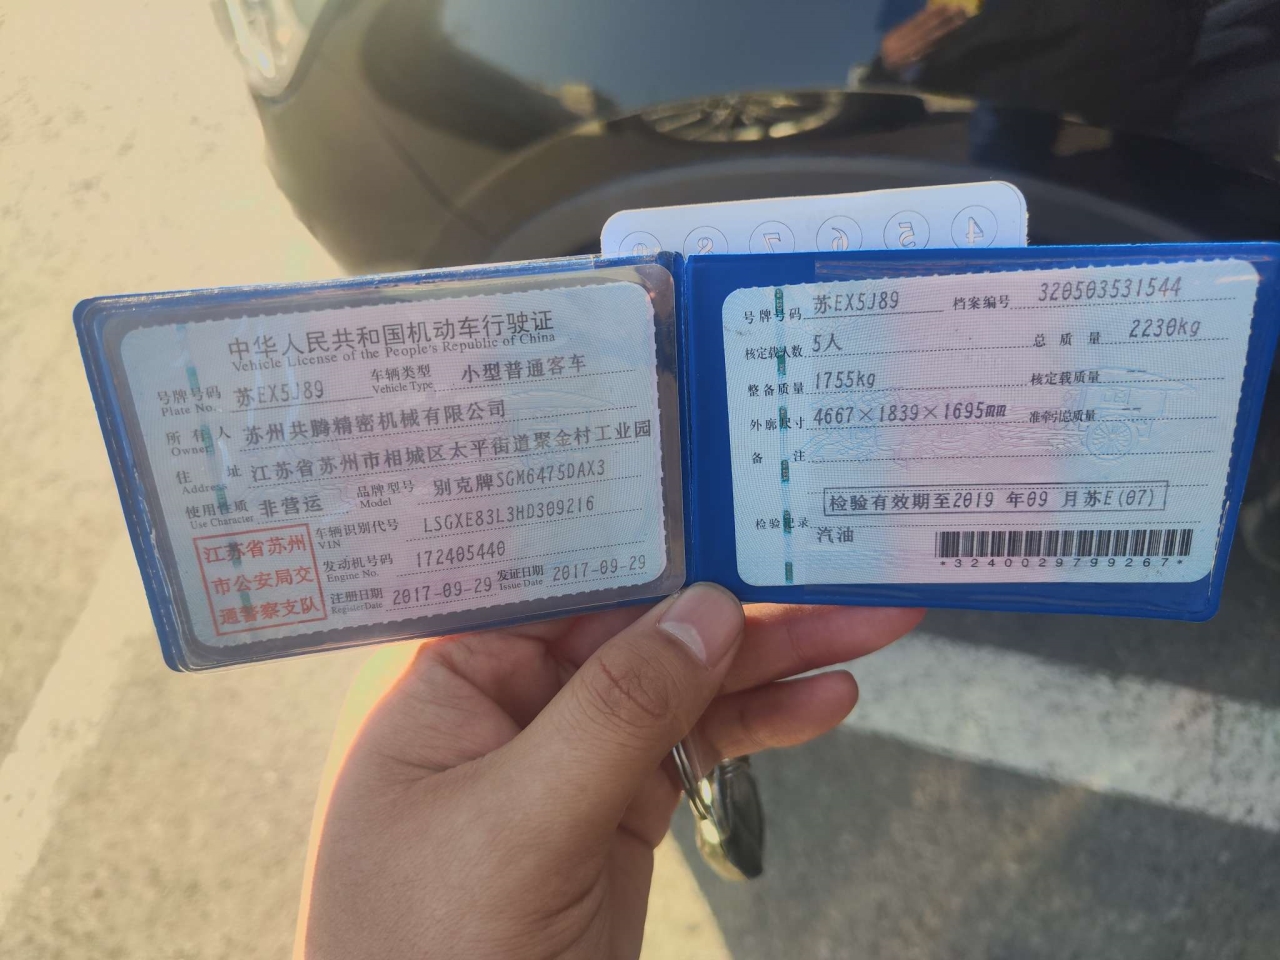 中华人民共和国机动车行驶证
Vehicle License of the People's Republic of China
号牌号码 苏EX5J89 车辆类型 小型普通客车
Plate No. Vehicle Type
所有人 苏州共腾精密机械有限公司
Owner
住址 江苏省苏州市相城区太平街道聚金村工业园
Address
使用性质 非营运 品牌型号 别克牌SGM6475DAX3
Use Character Model
江苏省苏州
市公安局交
通警察支队
车辆识别代号 LSGXE83L3HD309216
VIN
发动机号码 172405440
Engine No.
注册日期 2017-09-29 发证日期 2017-09-29
Register Date Issue Date
4 5 6 7 8
号牌号码 苏EX5J89 档案编号 320503531544
核定载人数 5人 总质量 2230kg
整备质量 1755kg 核定载质量 --
外廓尺寸 4667×1839×1695mm 准牵引总质量 --
备注
检验有效期至2019 年09 月苏E(07)
检验记录
汽油
*3240029799267*